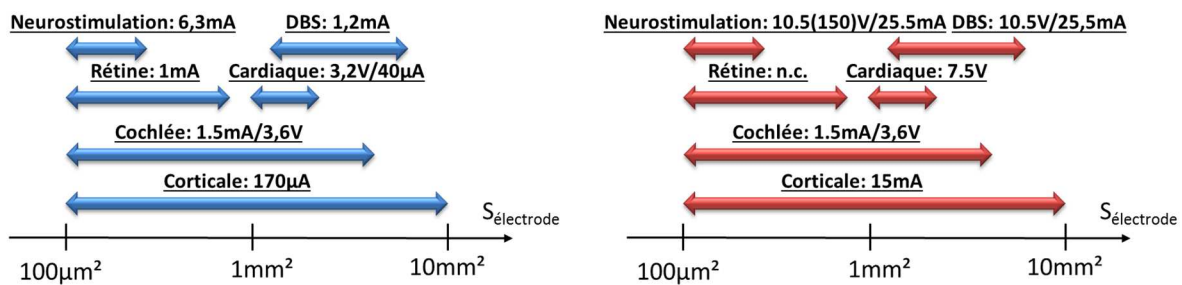 Neurostimulation: 6,3mA
DBS: 1,2mA
Rétine: 1mA
Cardiaque: 3,2V/40µA
Cochlée: 1.5mA/3,6V
Corticale: 170µA
Sélectrode
100µm²
1mm²
10mm²
Neurostimulation: 10.5(150)V/25.5mA
DBS: 10.5V/25,5mA
Rétine: n.c.
Cardiaque: 7.5V
Cochlée: 1.5mA/3,6V
Corticale: 15mA
Sélectrode
100µm²
1mm²
10mm²